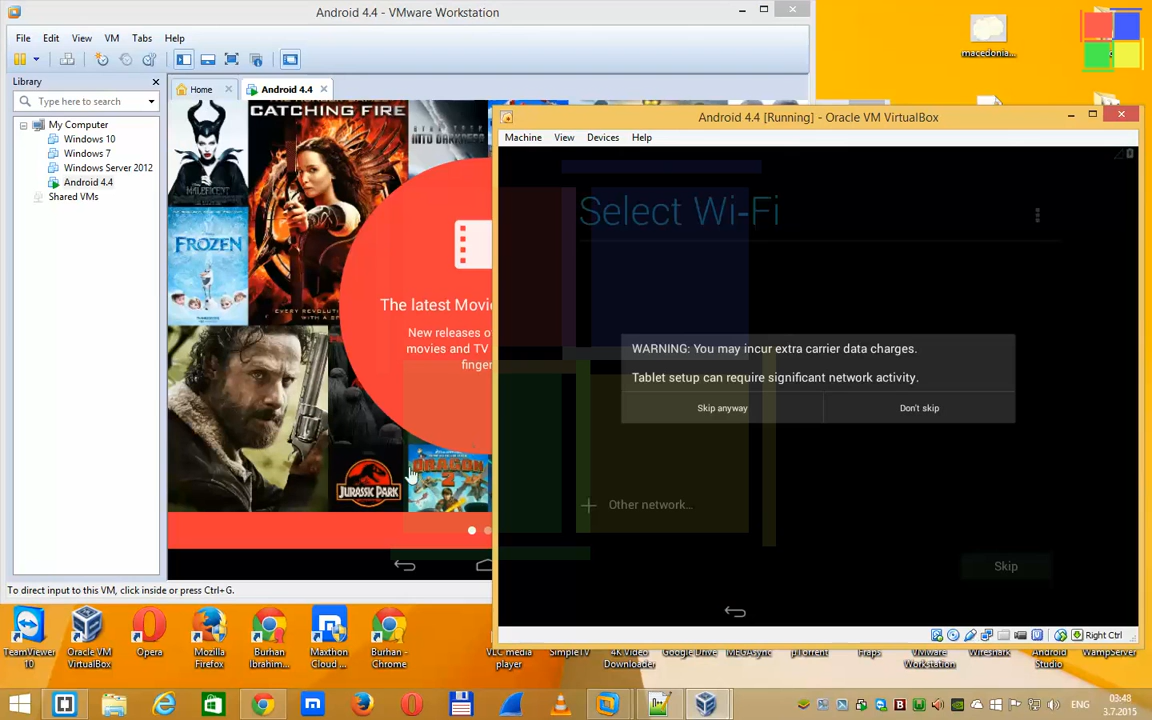 Android 4.4 - VMware Workstation
File Edit View VM Tabs Help
Library
Type here to search
My Computer
Windows 10
Windows 7
Windows Server 2012
Android 4.4
Shared VMs
Home
Android 4.4
CATCHING FIRE
INTO DARKNESS
MALEFICENT
FROZEN
The latest Movi
New releases o
movies and TV
finger
JURASSIC PARK
DRAGON 2
To direct input to this VM, click inside or press Ctrl+G.
Android 4.4 [Running] - Oracle VM VirtualBox
Machine View Devices Help
Select Wi-Fi
WARNING: You may incur extra carrier data charges.
Tablet setup can require significant network activity.
Skip anyway
Don't skip
Other network...
Skip
Right Ctrl
macedonia...
TeamViewer 10
Oracle VM VirtualBox
Opera
Mozilla Firefox
Burhan Ibrahim...
Maxthon Cloud ...
Burhan - Chrome
VLC media player
SimpleTV
4K Video Downloader
Google Drive
MEGAsync
µTorrent
Fraps
VMware Workstation
Wireshark
Android Studio
WampServer
ENG
03:48
3.7.2015